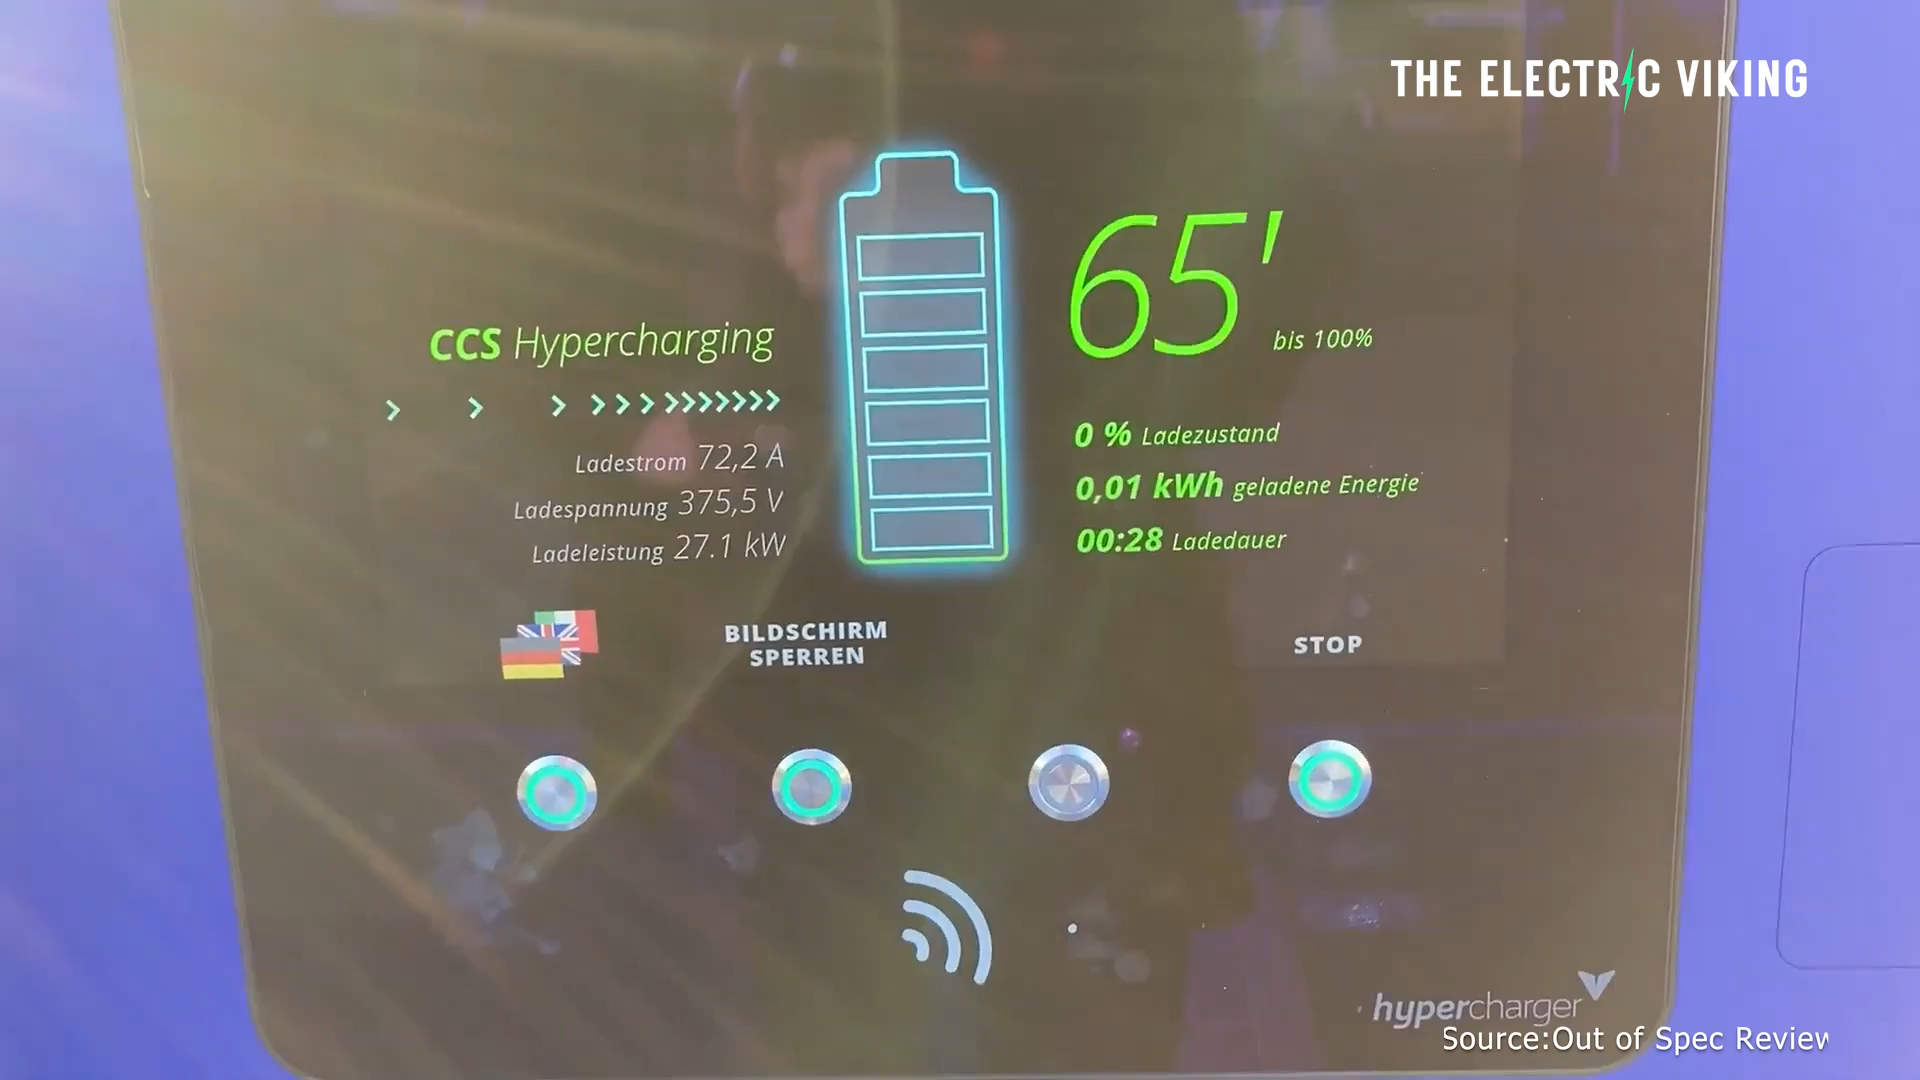 THE ELECTRIC VIKING
65'
bis 100%
CCS Hypercharging
Ladestrom 72,2 A
Ladespannung 375,5 V
Ladeleistung 27.1 kW
0 % Ladezustand
0,01 kWh geladene Energie
00:28 Ladedauer
BILDSCHIRM
SPERREN
STOP
hypercharger
Source:Out of Spec Review